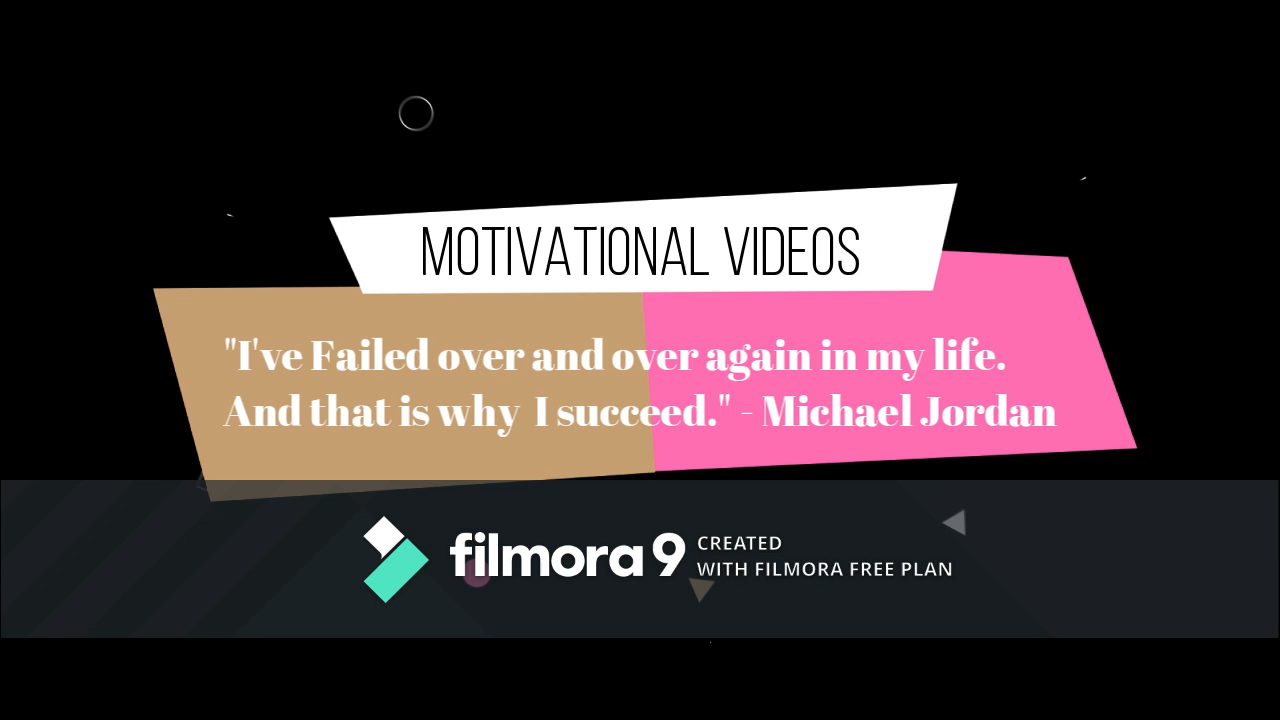 MOTIVATIONAL VIDEOS
"I've Failed over and over again in my life.
And that is why I succeed." - Michael Jordan
filmora 9 CREATED
WITH FILMORA FREE PLAN